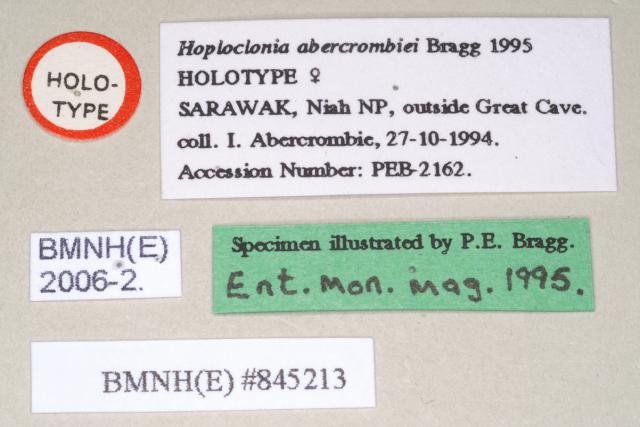 HOLO-
TYPE
Hoploclonia abercrombiei Bragg 1995
HOLOTYPE ♀
SARAWAK, Niah NP, outside Great Cave.
coll. I. Abercrombie, 27-10-1994.
Accession Number: PEB-2162.
BMNH(E)
2006-2.
Specimen illustrated by P.E. Bragg.
Ent. Mon. Mag. 1995.
BMNH(E) #845213